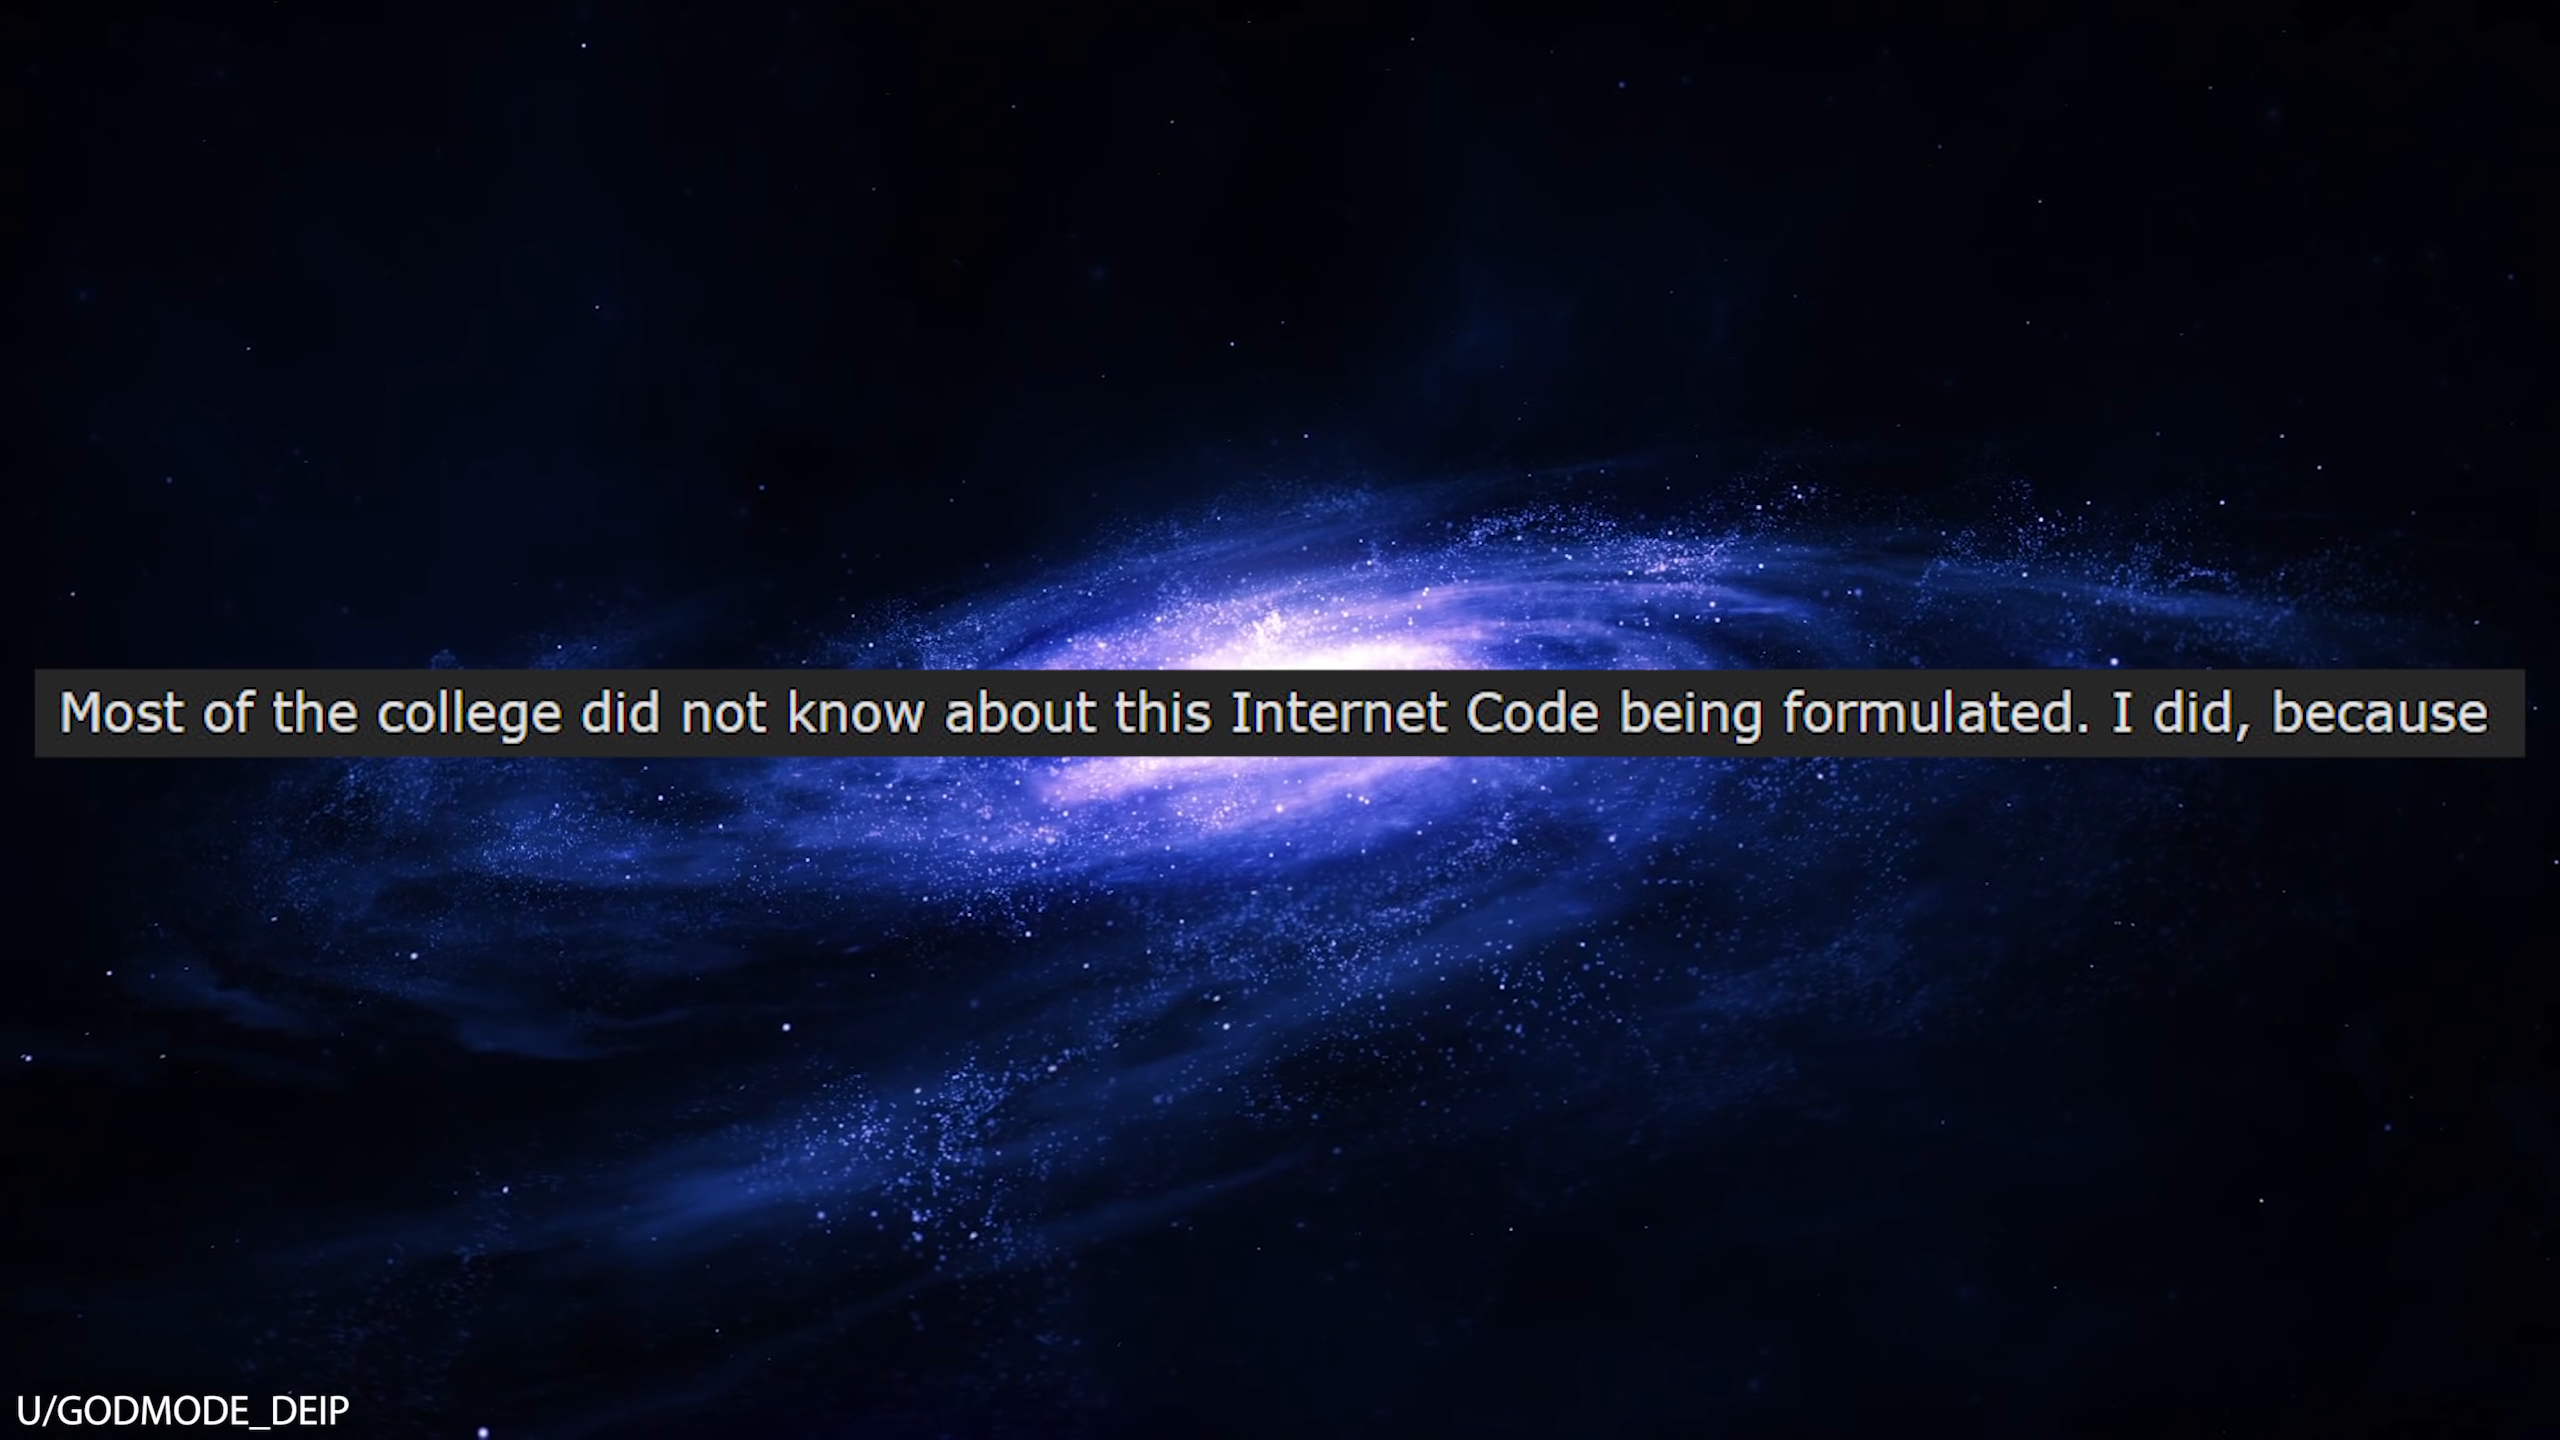 Most of the college did not know about this Internet Code being formulated. I did, because
U/GODMODE_DEIP